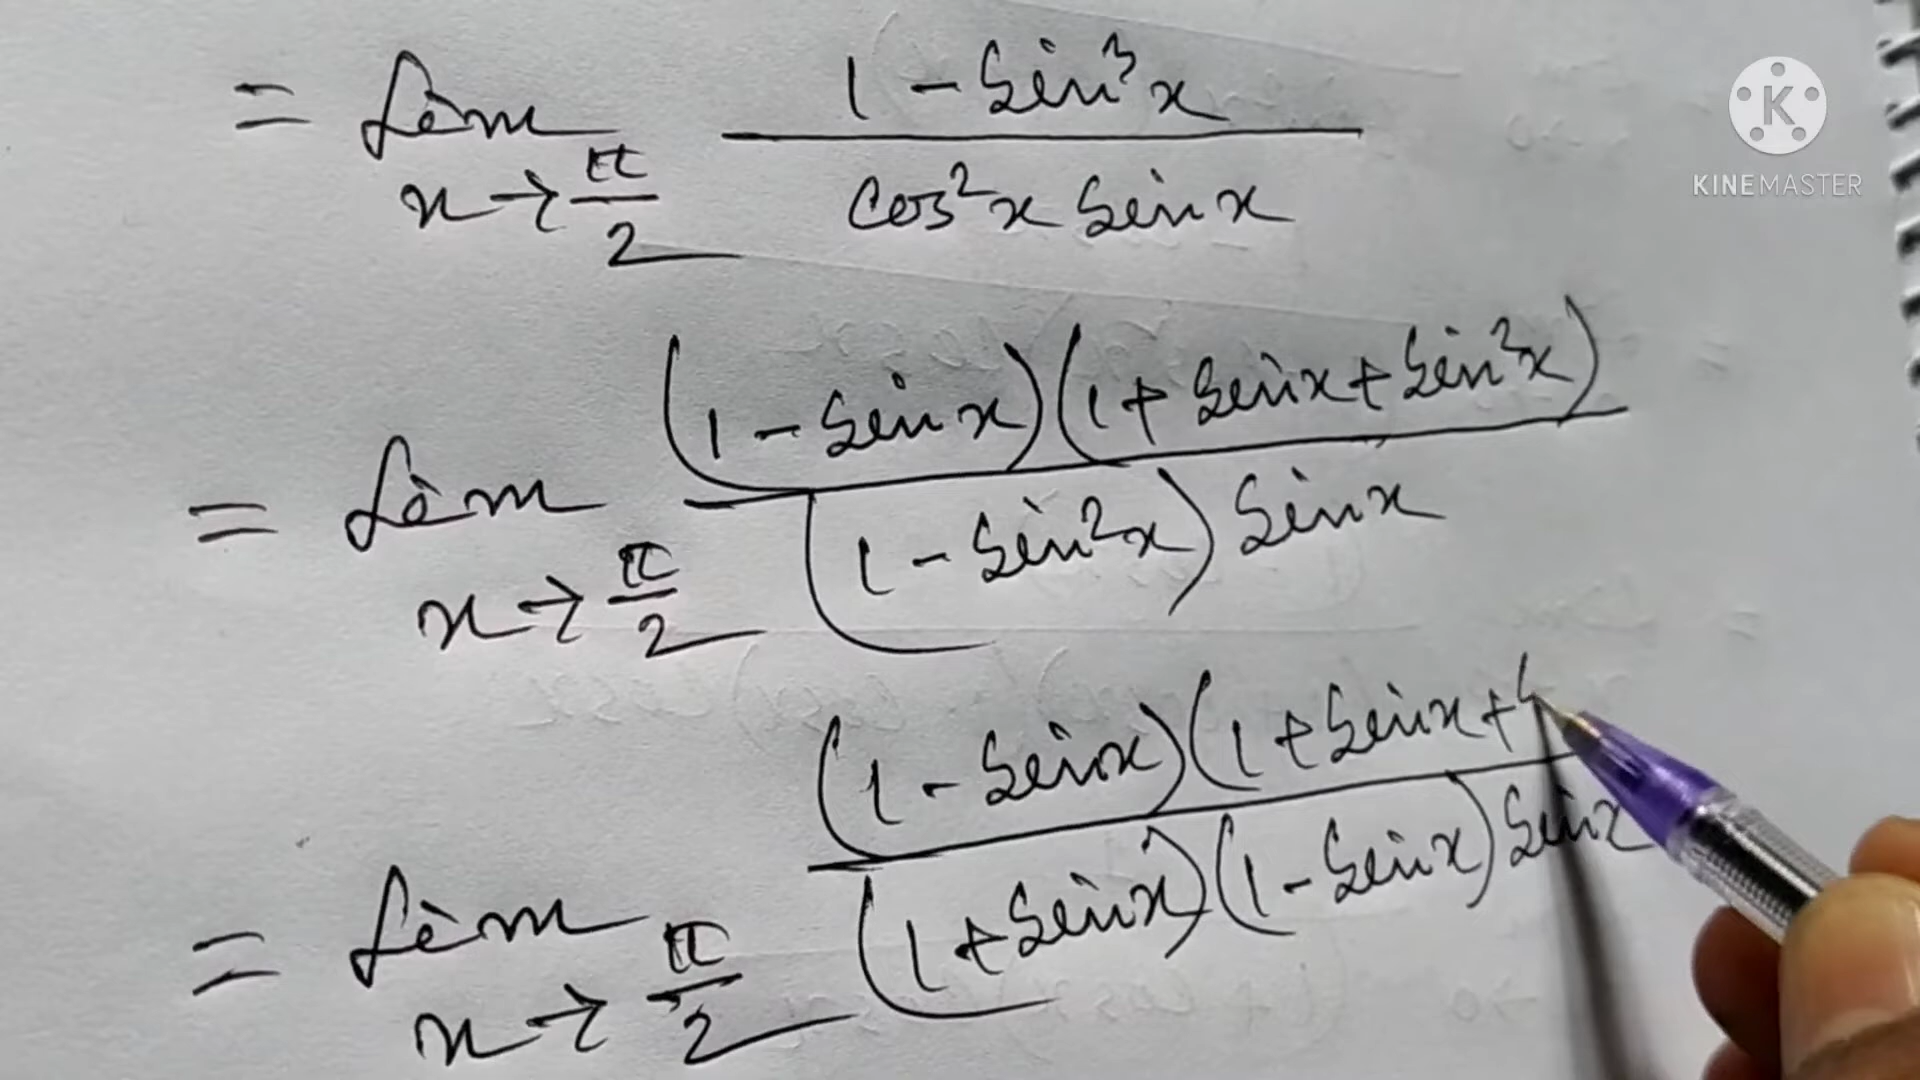 = Lim x→π/2 (1 - Sin³x)/(Cos²x Sinx)
KINEMASTER
= Lim x→π/2 ((1 - Sinx)(1 + Sinx + Sin²x))/((1 - Sin²x) Sinx)
= Lim x→π/2 ((1 - Sinx)(1 + Sinx + S))/((1 + Sinx)(1 - Sinx) Sinx)